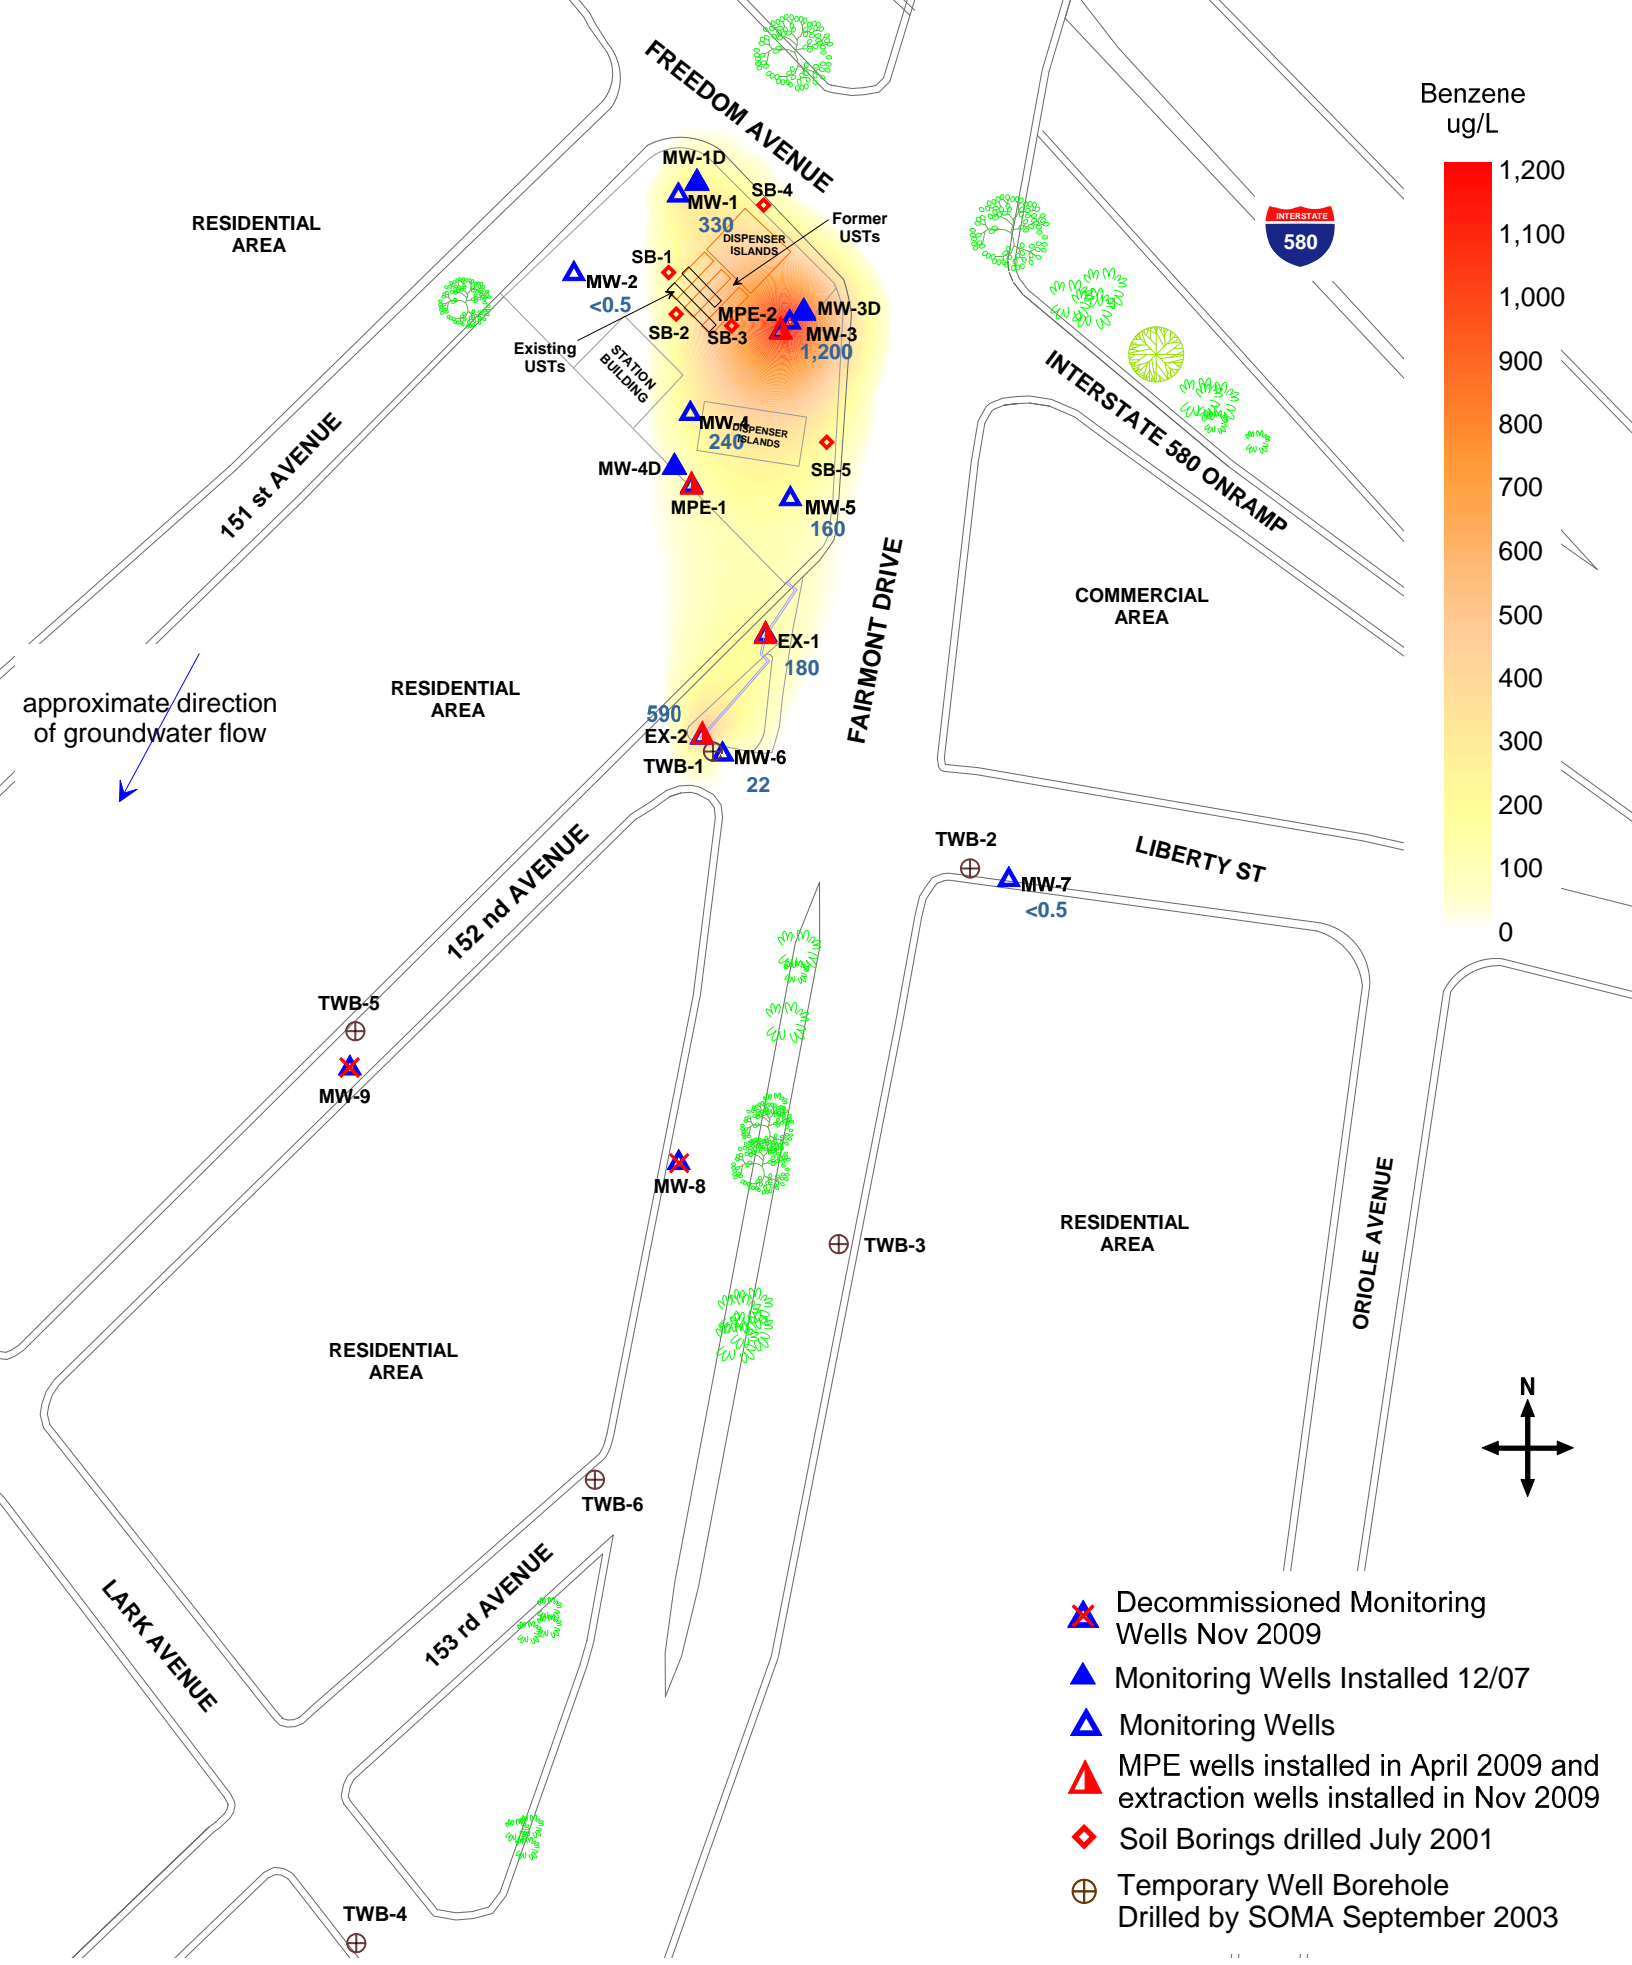 FREEDOM AVENUE
Benzene
ug/L
1,200
1,100
1,000
900
800
700
600
500
400
300
200
100
0
MW-1D
SB-4
MW-1
330
RESIDENTIAL
AREA
Former
USTs
DISPENSER
ISLANDS
INTERSTATE
580
SB-1
MW-2
<0.5
MPE-2
MW-3D
SB-2
SB-3
MW-3
1,200
Existing
USTs
STATION
BUILDING
INTERSTATE 580 ONRAMP
MW-4
240
DISPENSER
ISLANDS
MW-4D
SB-5
MPE-1
MW-5
160
151 st AVENUE
FAIRMONT DRIVE
COMMERCIAL
AREA
EX-1
180
RESIDENTIAL
AREA
approximate direction
of groundwater flow
590
EX-2
TWB-1
MW-6
22
TWB-2
LIBERTY ST
MW-7
<0.5
152 nd AVENUE
TWB-5
MW-9
MW-8
TWB-3
RESIDENTIAL
AREA
ORIOLE AVENUE
RESIDENTIAL
AREA
N
TWB-6
153 rd AVENUE
LARK AVENUE
TWB-4
Decommissioned Monitoring
Wells Nov 2009
Monitoring Wells Installed 12/07
Monitoring Wells
MPE wells installed in April 2009 and
extraction wells installed in Nov 2009
Soil Borings drilled July 2001
Temporary Well Borehole
Drilled by SOMA September 2003